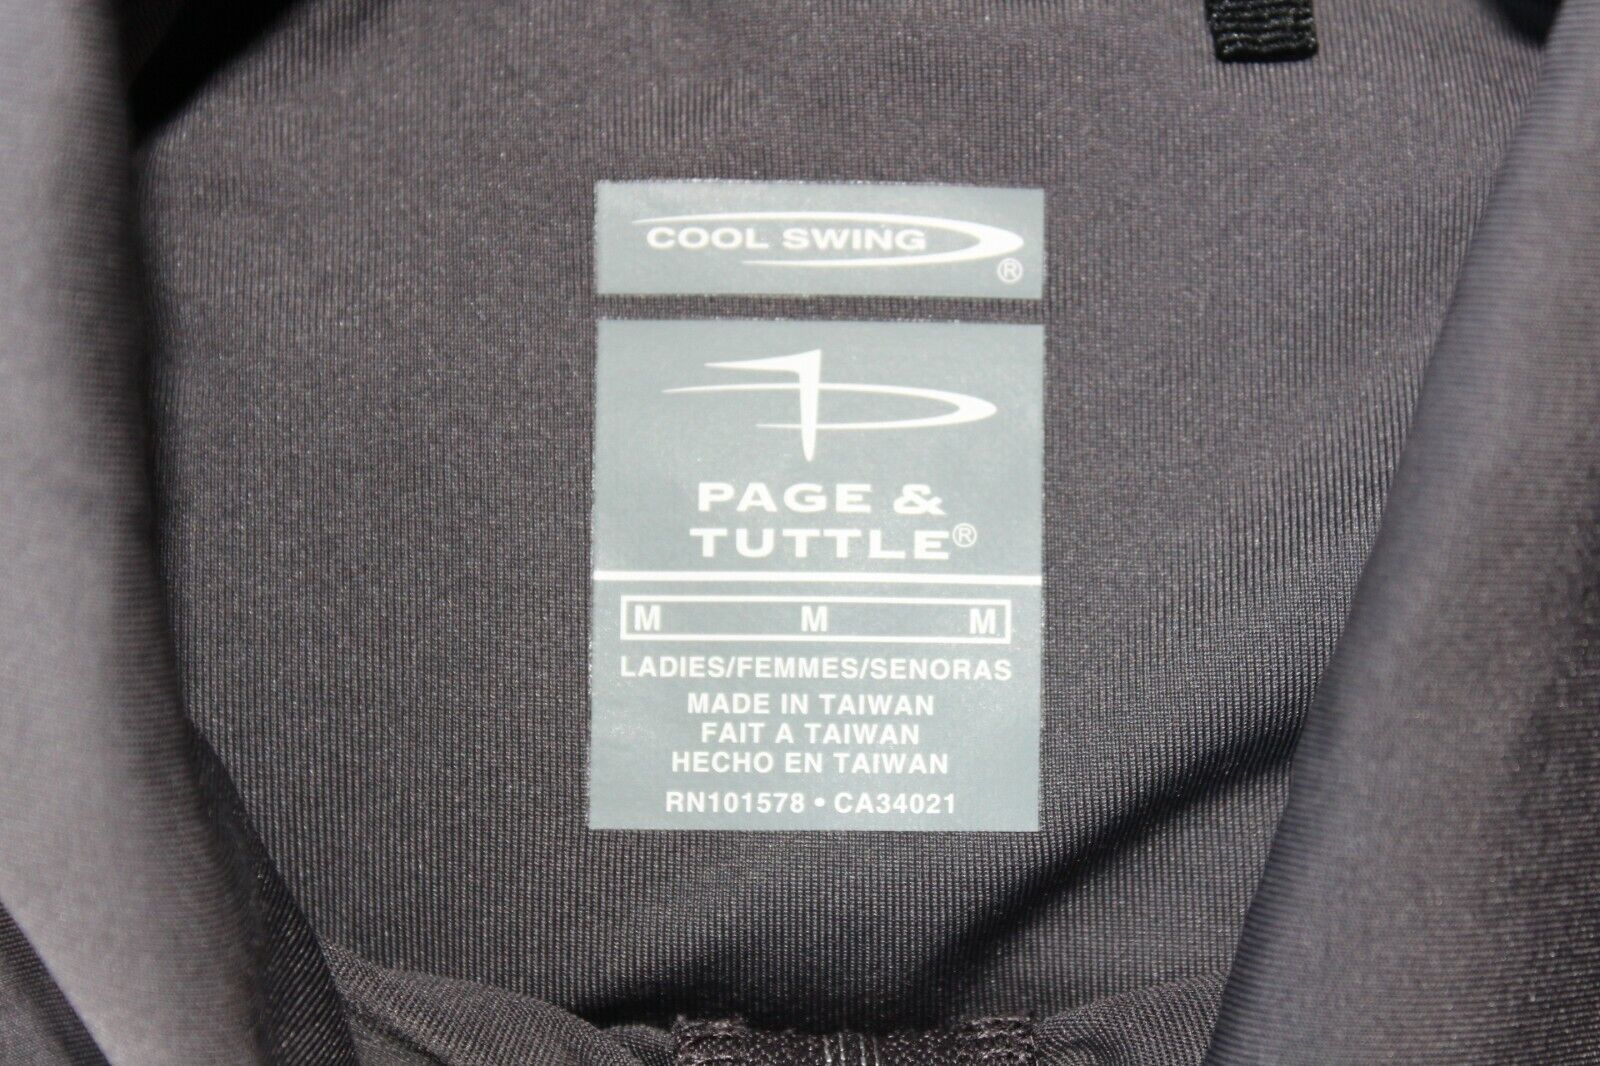 COOL SWING
®
PAGE &
TUTTLE®
M M M
LADIES/FEMMES/SENORAS
MADE IN TAIWAN
FAIT A TAIWAN
HECHO EN TAIWAN
RN101578 • CA34021